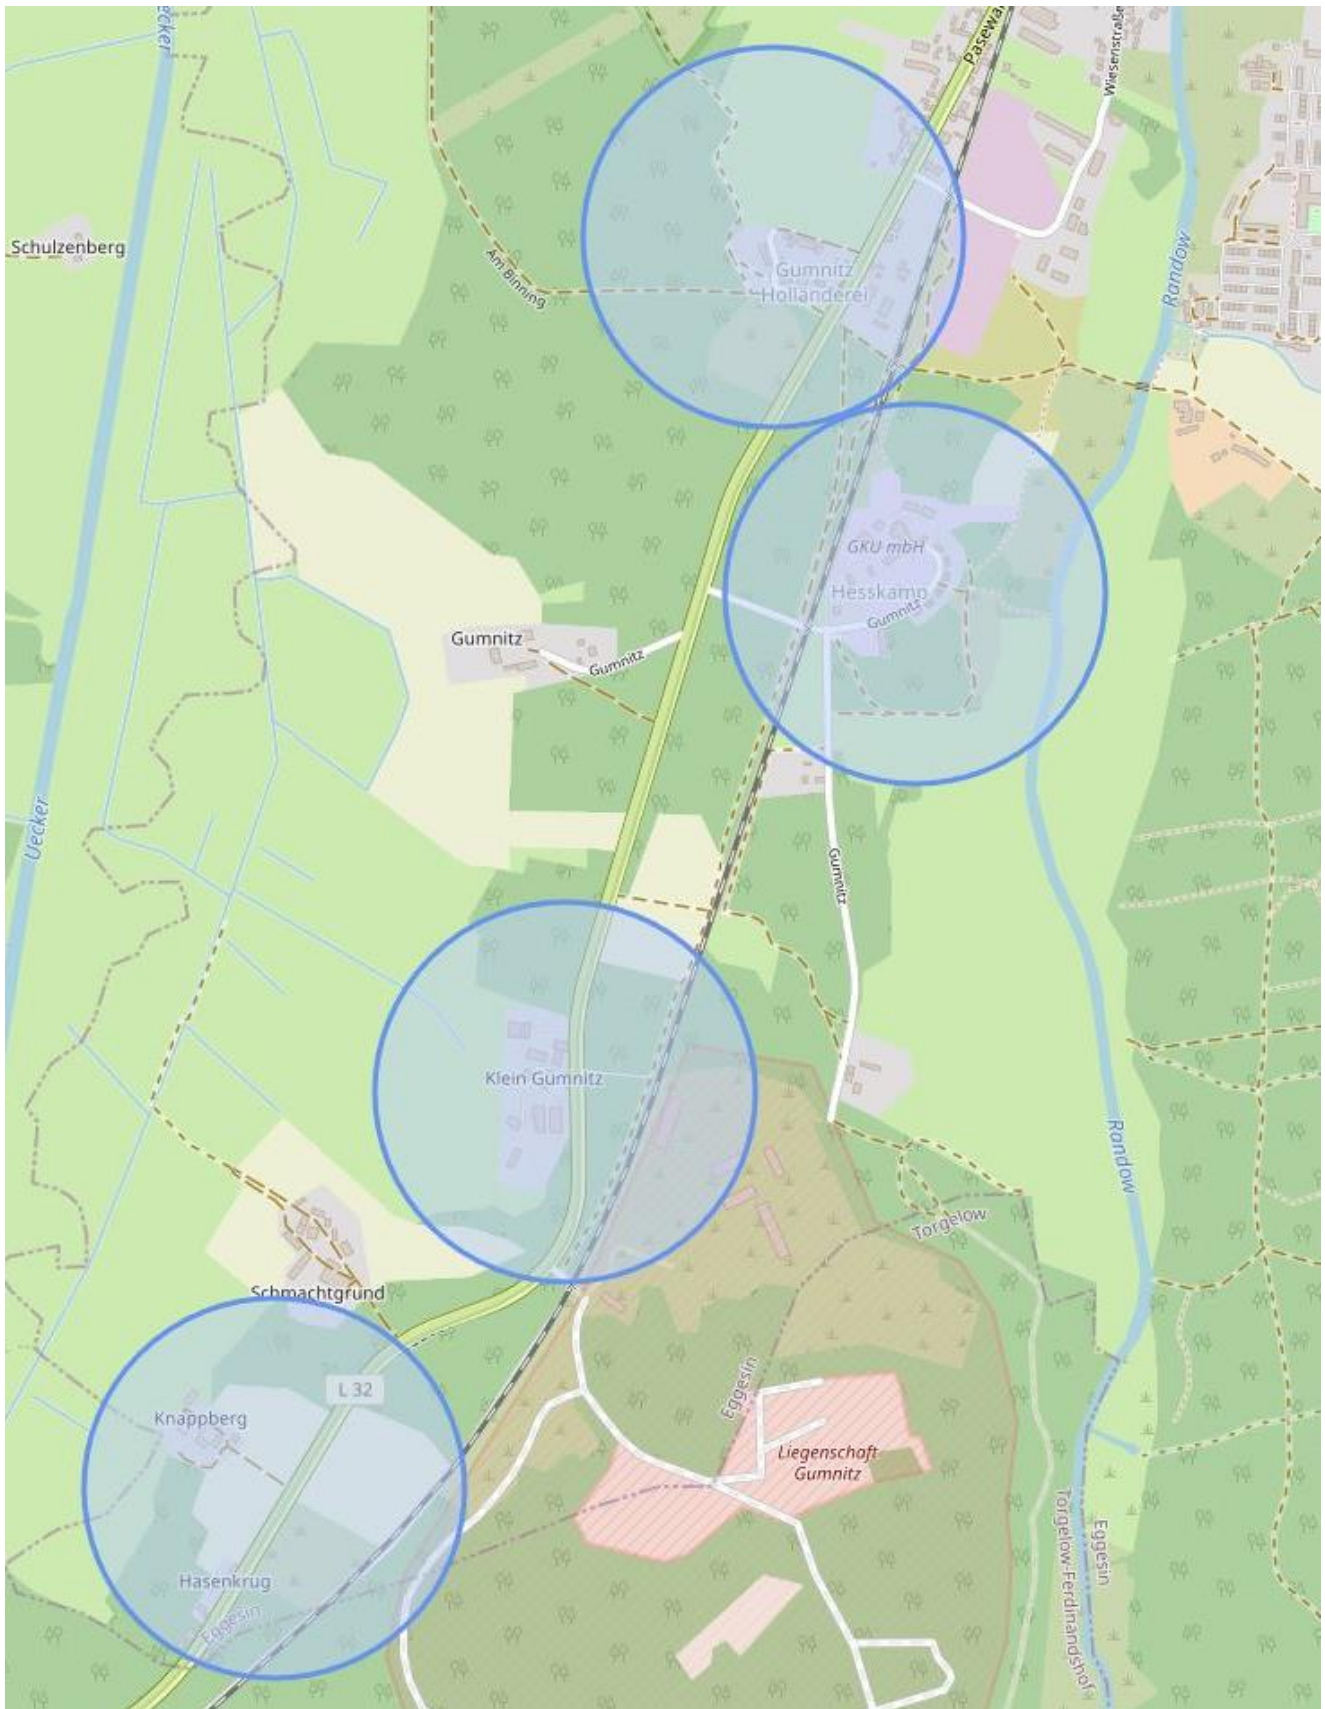 ecker
Pasewa
Wiesenstraße
Schulzenberg
Am Binning
Gumnitz
Holländerei
Randow
GKU mbH
Hesskamp
Gumnitz
Gumnitz
Gumnitz
Uecker
Gumnitz
Klein Gumnitz
Randow
Torgelow
Schmachtgrund
L 32
Eggesin
Knappberg
Liegenschaft
Gumnitz
Hasenkrug
Eggesin
Torgelow-Ferdinandshof
Eggesin